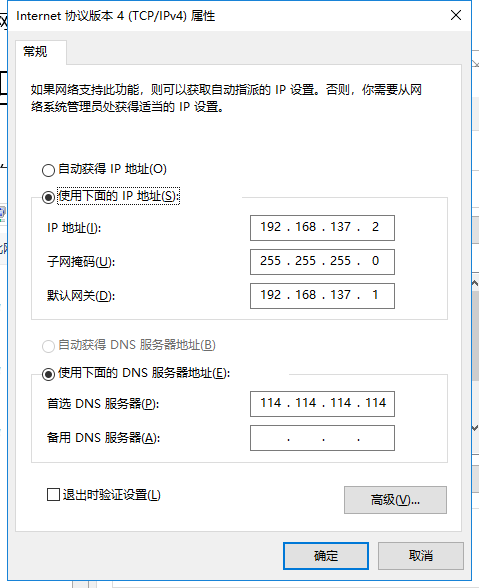 Internet 协议版本 4 (TCP/IPv4) 属性
常规
如果网络支持此功能，则可以获取自动指派的 IP 设置。否则，你需要从网
络系统管理员处获得适当的 IP 设置。
自动获得 IP 地址(O)
使用下面的 IP 地址(S):
IP 地址(I): 192 . 168 . 137 . 2
子网掩码(U): 255 . 255 . 255 . 0
默认网关(D): 192 . 168 . 137 . 1
自动获得 DNS 服务器地址(B)
使用下面的 DNS 服务器地址(E):
首选 DNS 服务器(P): 114 . 114 . 114 . 114
备用 DNS 服务器(A): . . .
退出时验证设置(L)
高级(V)...
确定 取消